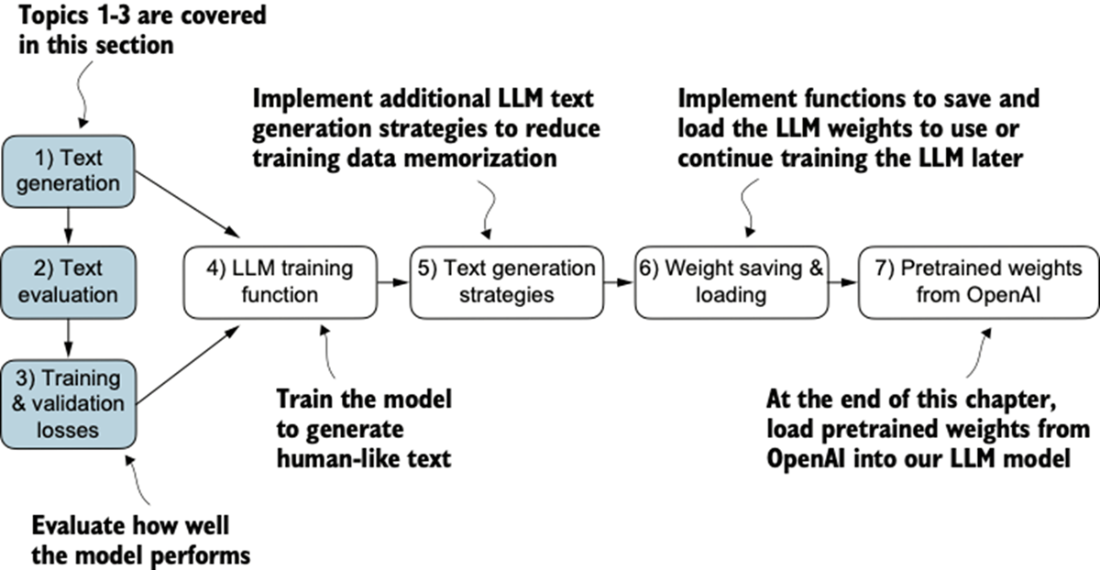 Topics 1-3 are covered
in this section
Implement additional LLM text
generation strategies to reduce
training data memorization
Implement functions to save and
load the LLM weights to use or
continue training the LLM later
1) Text
generation
2) Text
evaluation
3) Training
& validation
losses
4) LLM training
function
5) Text generation
strategies
6) Weight saving &
loading
7) Pretrained weights
from OpenAI
Train the model
to generate
human-like text
At the end of this chapter,
load pretrained weights from
OpenAI into our LLM model
Evaluate how well
the model performs